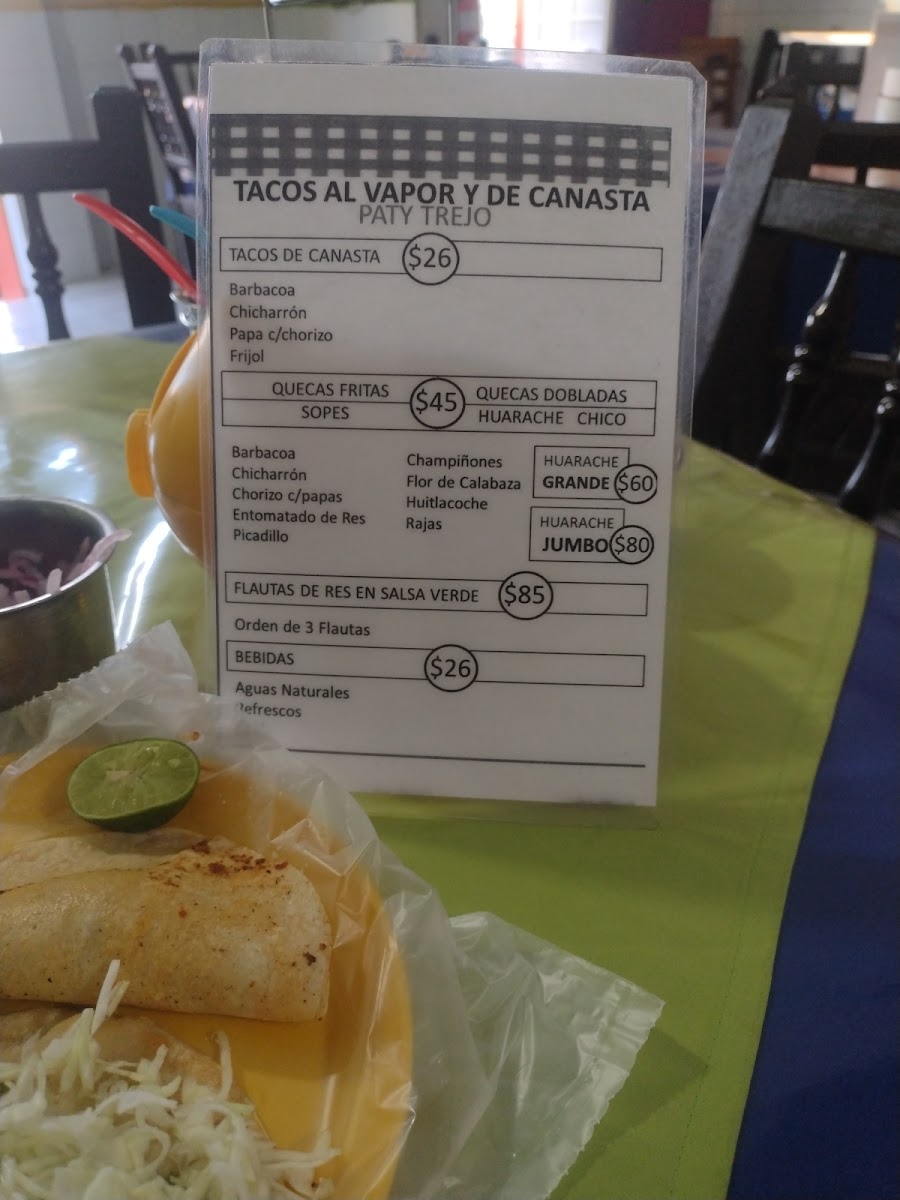 TACOS AL VAPOR Y DE CANASTA
PATY TREJO
TACOS DE CANASTA $26
Barbacoa
Chicharrón
Papa c/chorizo
Frijol
QUECAS FRITAS $45 QUECAS DOBLADAS
SOPES HUARACHE CHICO
Barbacoa
Chicharrón
Chorizo c/papas
Entomatado de Res
Picadillo
Champiñones
Flor de Calabaza
Huitlacoche
Rajas
HUARACHE
GRANDE $60
HUARACHE
JUMBO $80
FLAUTAS DE RES EN SALSA VERDE $85
Orden de 3 Flautas
BEBIDAS $26
Aguas Naturales
Refrescos